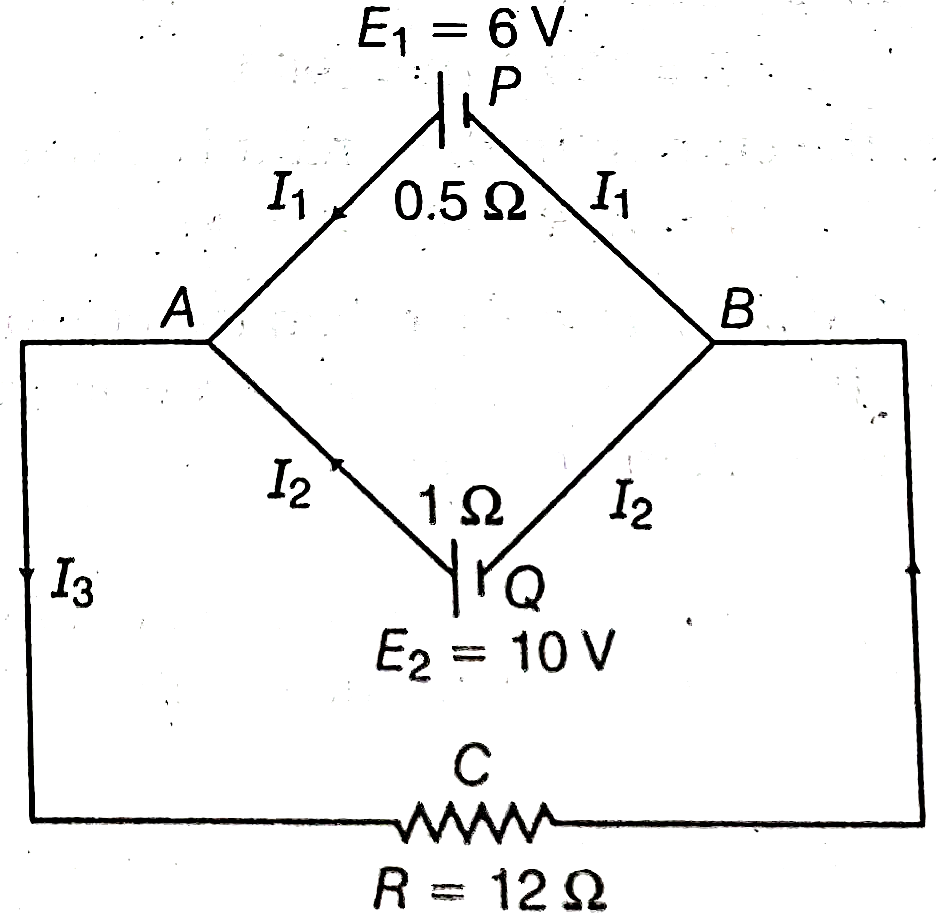 E₁ = 6 V
P
I₁ 0.5 Ω I₁
A B
I₂ 1 Ω I₂
I₃ Q
E₂ = 10 V
C
R = 12 Ω